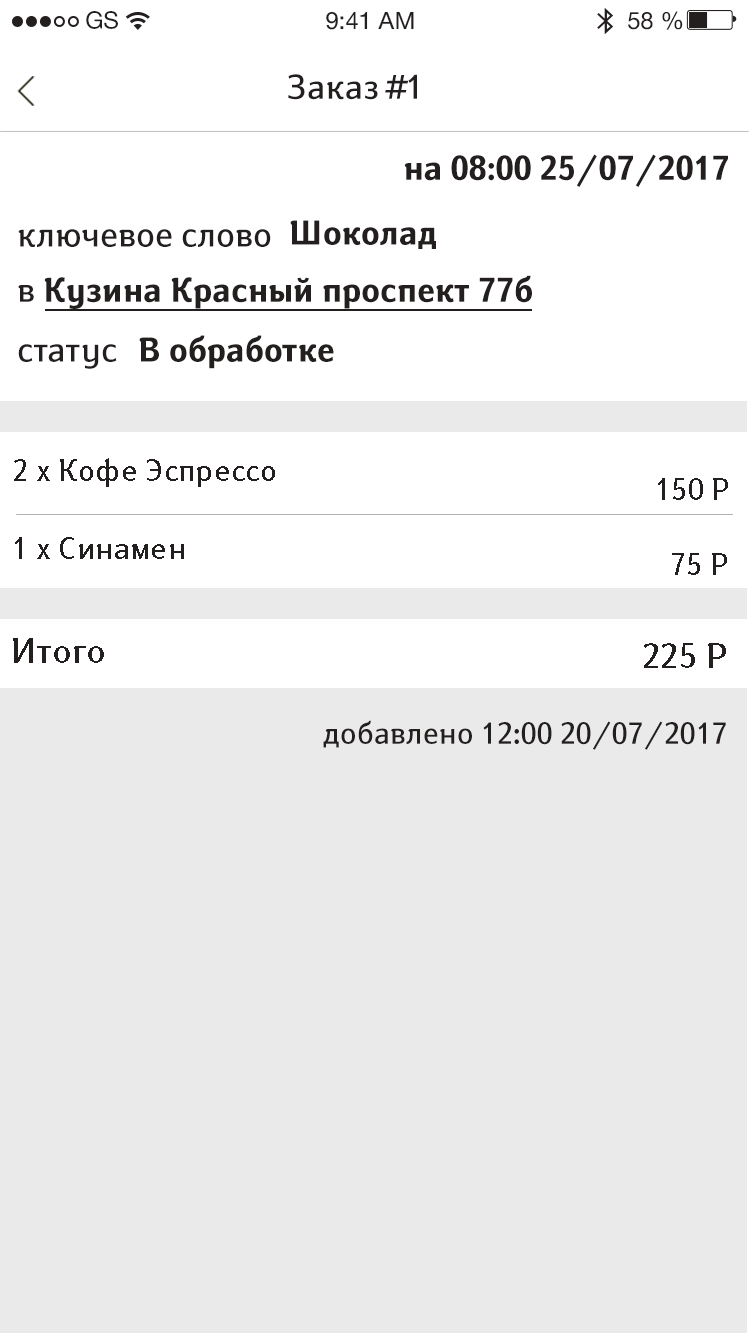 GS 9:41 AM 58 %
Заказ #1
на 08:00 25/07/2017
ключевое слово Шоколад
в Кузина Красный проспект 77б
статус В обработке
2 x Кофе Эспрессо
150 Р
1 x Синамен
75 Р
Итого 225 Р
добавлено 12:00 20/07/2017